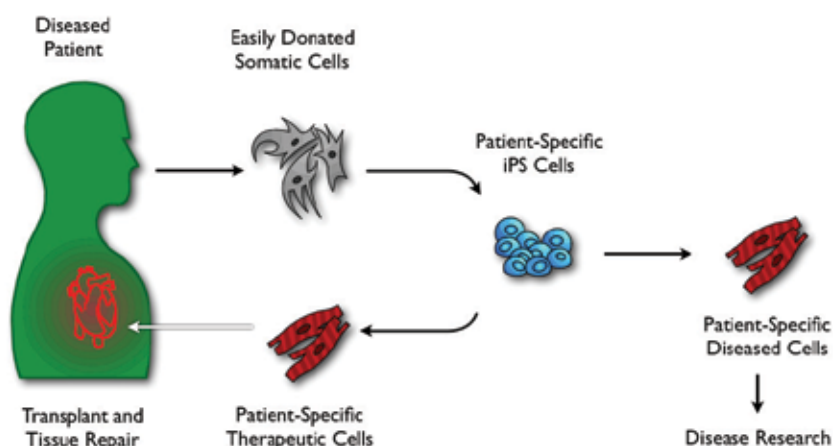 Diseased
Patient
Easily Donated
Somatic Cells
Patient-Specific
iPS Cells
Patient-Specific
Diseased Cells
Transplant and
Tissue Repair
Patient-Specific
Therapeutic Cells
Disease Research